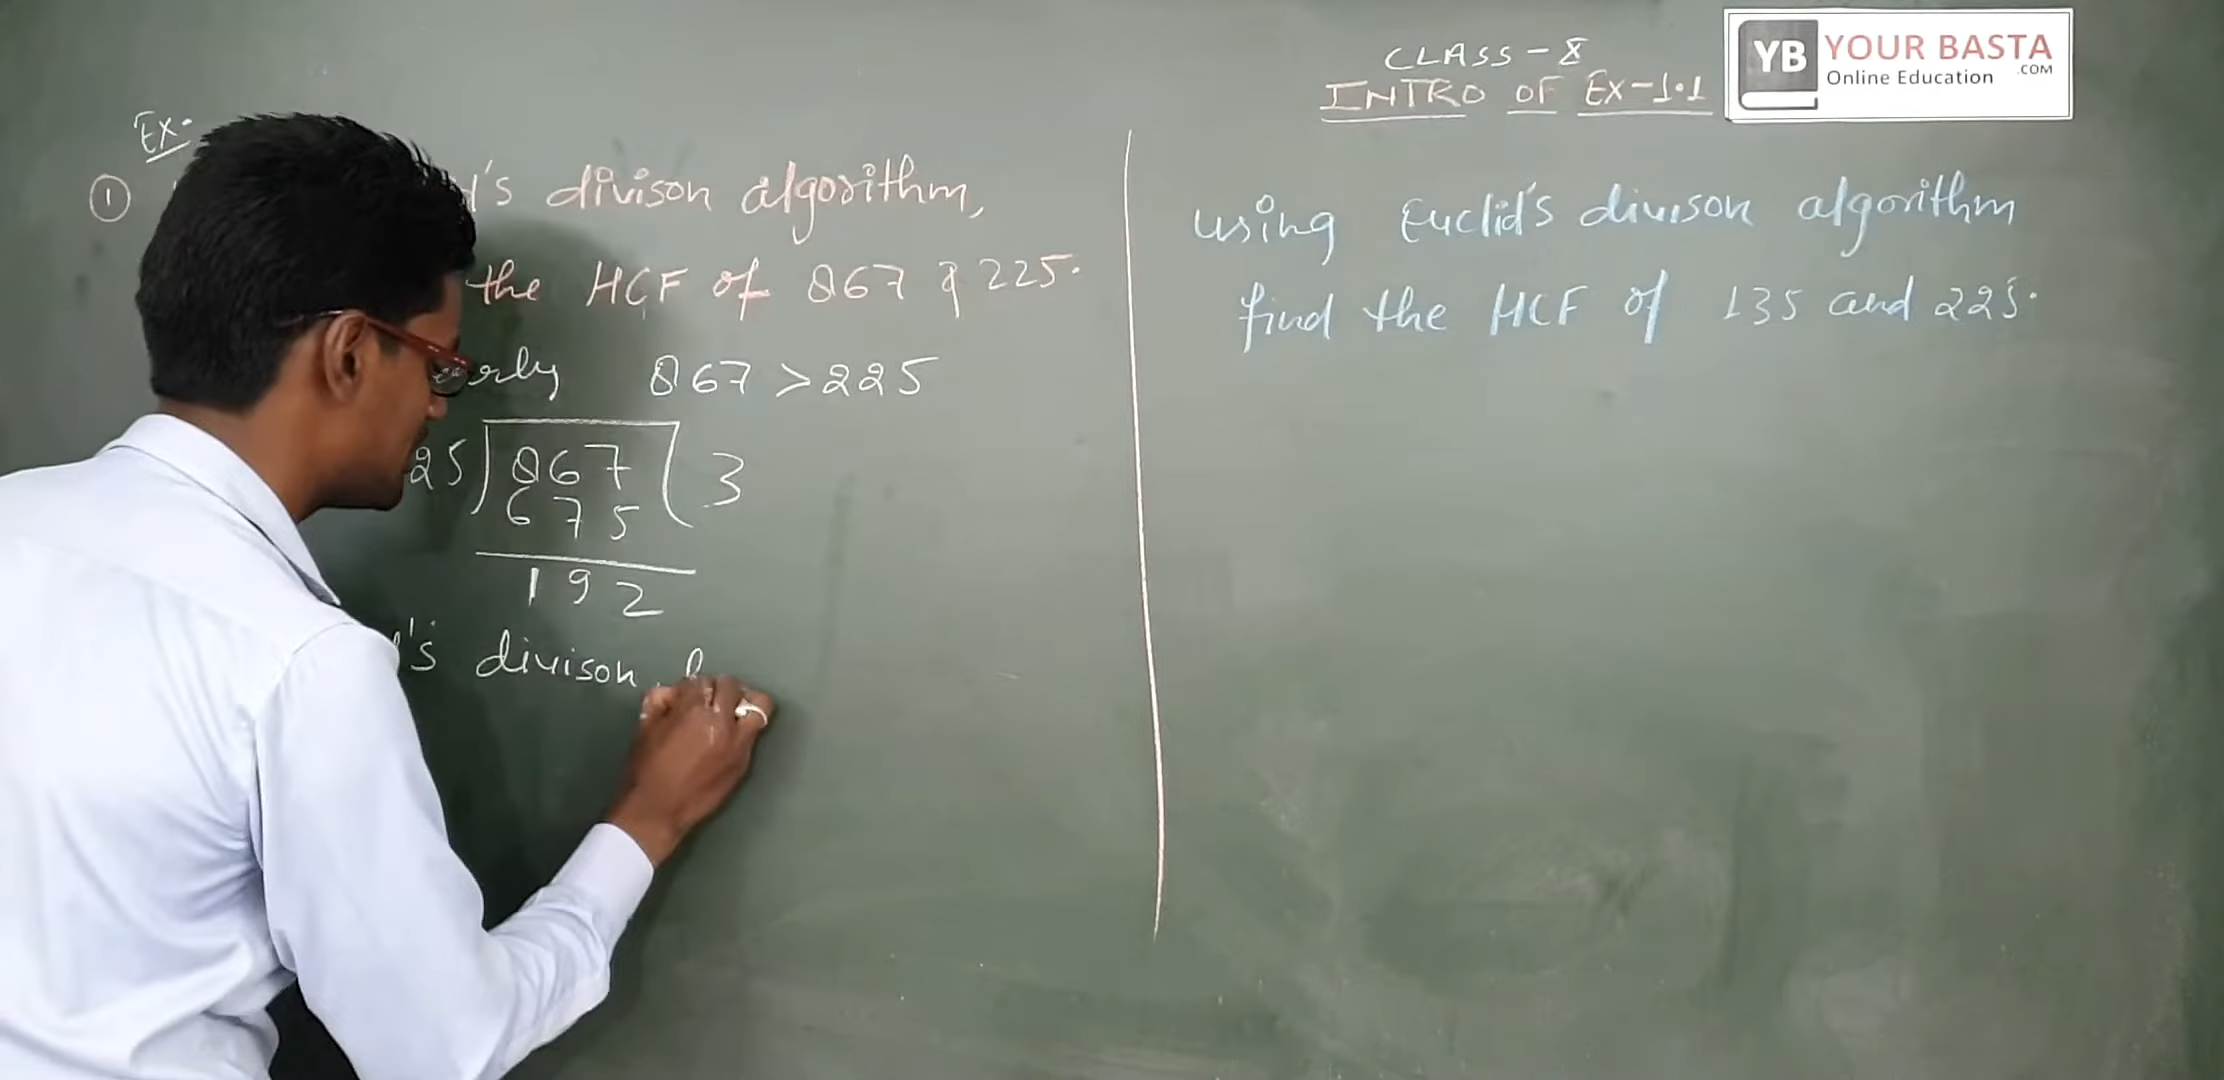 CLASS - X
INTRO OF EX-1.1
YB YOUR BASTA
Online Education .COM
Ex.
① 's divison algorithm,
the HCF of 867 & 225.
867 > 225
25 867 3
675
192
's divison
using Euclid's divison algorithm
find the HCF of 135 and 225.